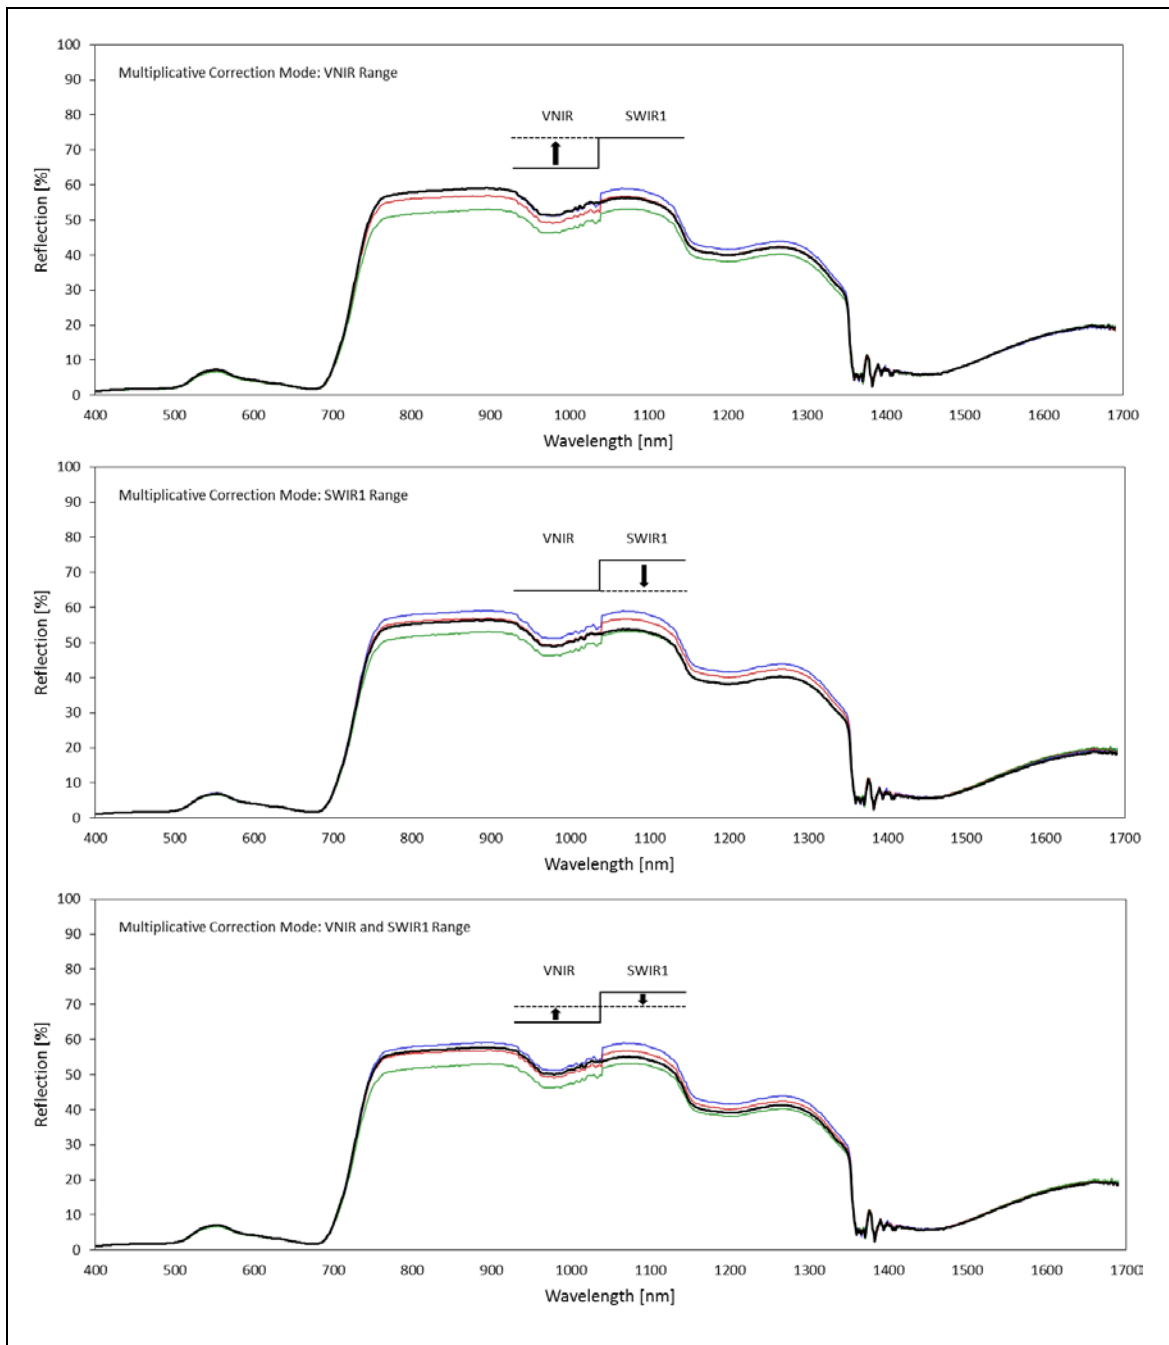 100
90
Multiplicative Correction Mode: VNIR Range
80
VNIR SWIR1
70
60
50
40
30
20
10
0
Reflection [%]
400 500 600 700 800 900 1000 1100 1200 1300 1400 1500 1600 1700
Wavelength [nm]
100
90
Multiplicative Correction Mode: SWIR1 Range
80
VNIR SWIR1
70
60
50
40
30
20
10
0
Reflection [%]
400 500 600 700 800 900 1000 1100 1200 1300 1400 1500 1600 1700
Wavelength [nm]
100
90
Multiplicative Correction Mode: VNIR and SWIR1 Range
80
VNIR SWIR1
70
60
50
40
30
20
10
0
Reflection [%]
400 500 600 700 800 900 1000 1100 1200 1300 1400 1500 1600 1700
Wavelength [nm]